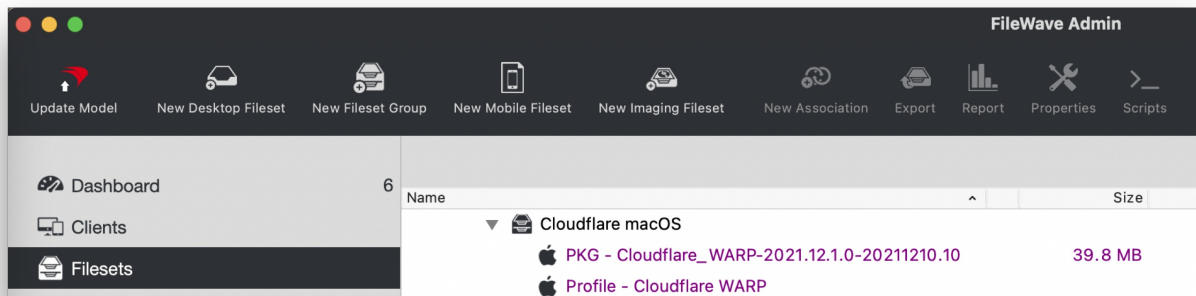 FileWave Admin
Update Model New Desktop Fileset New Fileset Group New Mobile Fileset New Imaging Fileset New Association Export Report Properties Scripts
Dashboard 6
Clients
Filesets
Name Size
Cloudflare macOS
PKG - Cloudflare_WARP-2021.12.1.0-20211210.10 39.8 MB
Profile - Cloudflare WARP